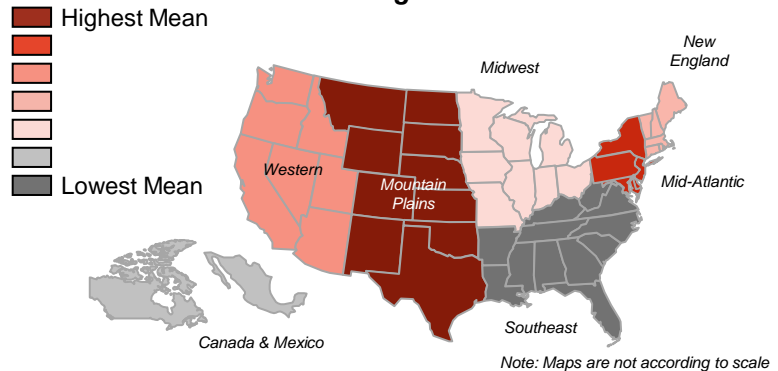 Highest Mean
New
England
Midwest
Western
Mountain
Plains
Lowest Mean
Mid-Atlantic
Southeast
Canada & Mexico
Note: Maps are not according to scale